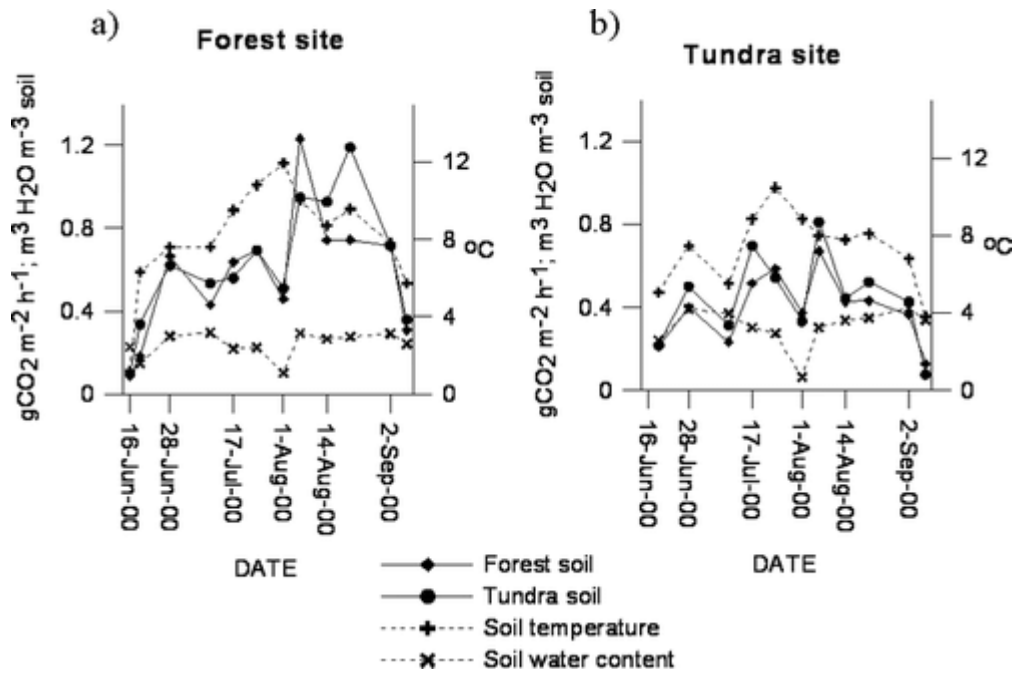 a)
Forest site
gCO2 m-2 h-1; m3 H2O m-3 soil
1.2
0.8
0.4
0
12
8
4
0
ºC
16-Jun-00
28-Jun-00
17-Jul-00
1-Aug-00
14-Aug-00
2-Sep-00
DATE
b)
Tundra site
gCO2 m-2 h-1; m3 H2O m-3 soil
1.2
0.8
0.4
0
12
8
4
0
ºC
16-Jun-00
28-Jun-00
17-Jul-00
1-Aug-00
14-Aug-00
2-Sep-00
DATE
Forest soil
Tundra soil
Soil temperature
Soil water content